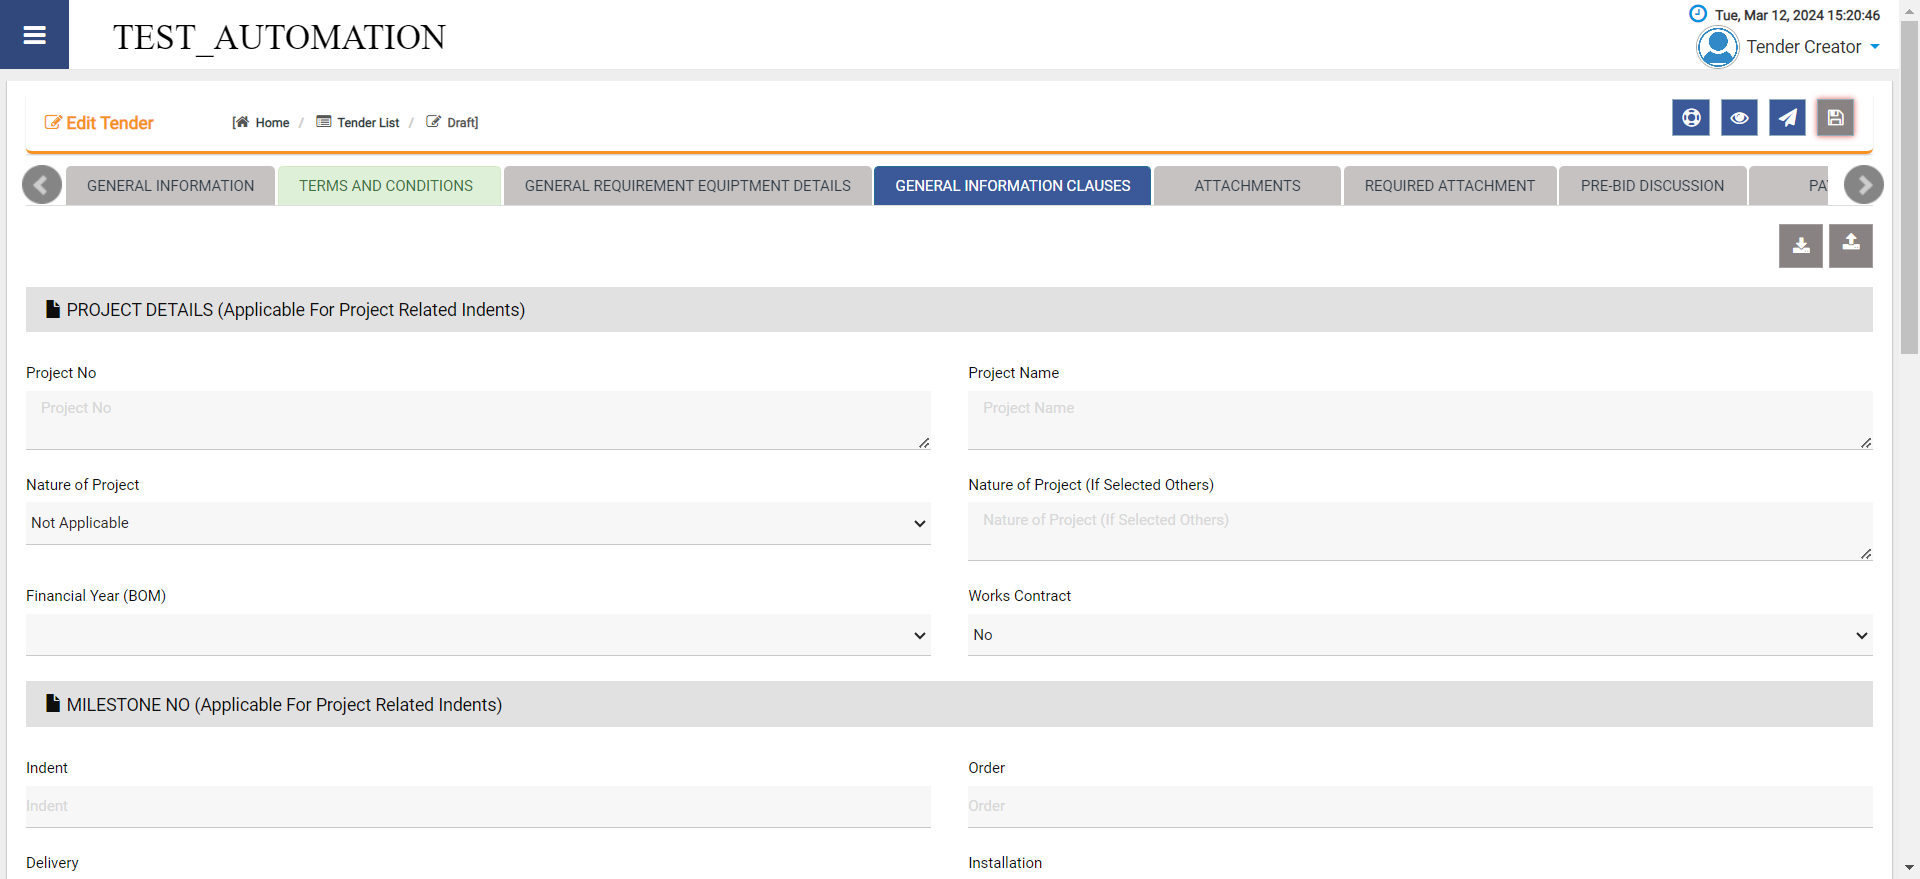 TEST_AUTOMATION
Tue, Mar 12, 2024 15:20:46
Tender Creator
Edit Tender
[ Home / Tender List / Draft]
GENERAL INFORMATION
TERMS AND CONDITIONS
GENERAL REQUIREMENT EQUIPTMENT DETAILS
GENERAL INFORMATION CLAUSES
ATTACHMENTS
REQUIRED ATTACHMENT
PRE-BID DISCUSSION
PROJECT DETAILS (Applicable For Project Related Indents)
Project No
Project Name
Project No
Project Name
Nature of Project
Nature of Project (If Selected Others)
Not Applicable
Nature of Project (If Selected Others)
Financial Year (BOM)
Works Contract
No
MILESTONE NO (Applicable For Project Related Indents)
Indent
Order
Indent
Order
Delivery
Installation